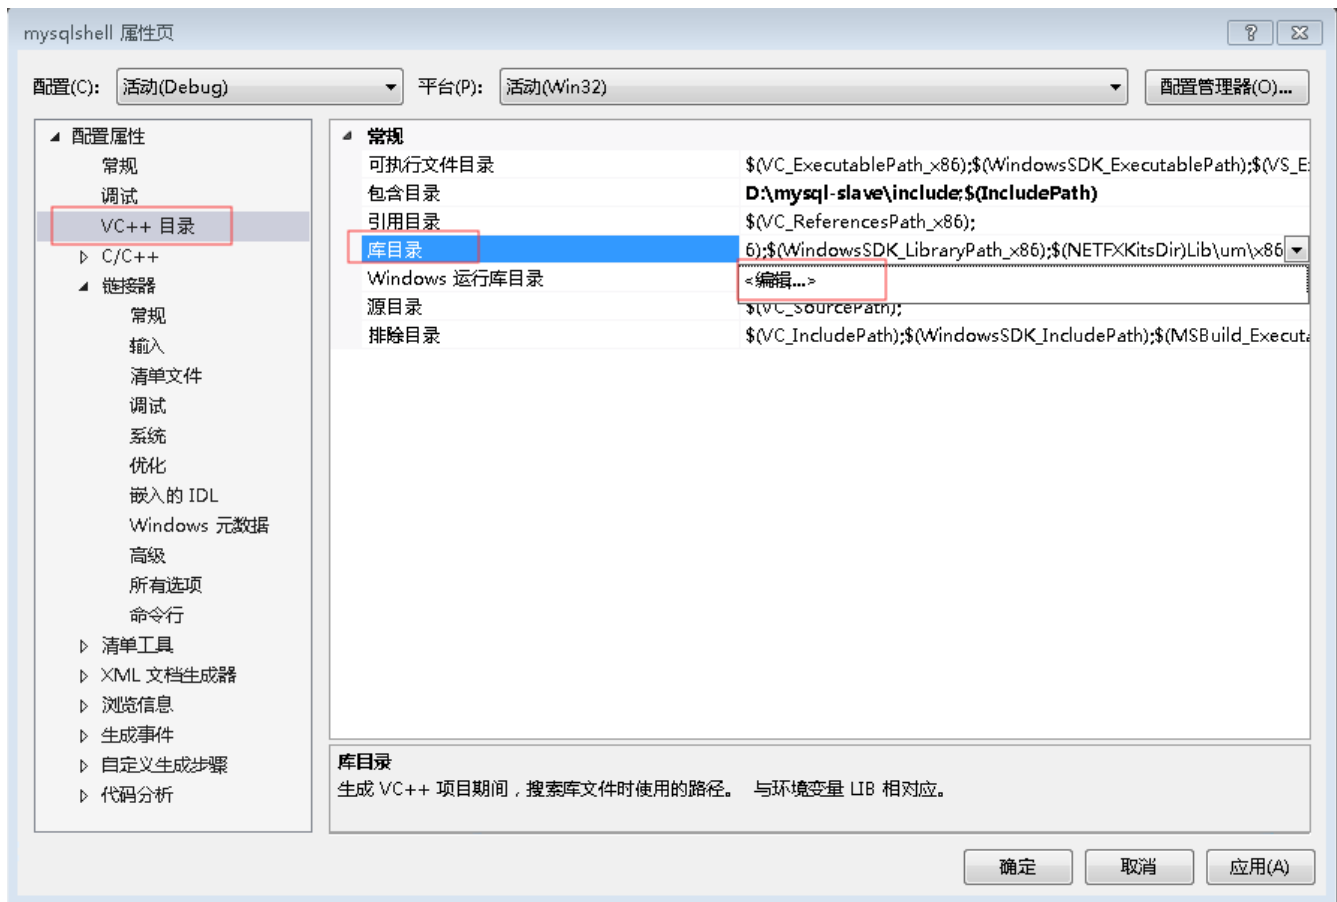 mysqlshell 属性页
配置(C): 活动(Debug) 平台(P): 活动(Win32) 配置管理器(O)...
配置属性
常规
调试
VC++ 目录
C/C++
链接器
常规
输入
清单文件
调试
系统
优化
嵌入的 IDL
Windows 元数据
高级
所有选项
命令行
清单工具
XML 文档生成器
浏览信息
生成事件
自定义生成步骤
代码分析
常规
可执行文件目录 $(VC_ExecutablePath_x86);$(WindowsSDK_ExecutablePath);$(VS_E
包含目录 D:\mysql-slave\include;$(IncludePath)
引用目录 $(VC_ReferencesPath_x86);
库目录 6);$(WindowsSDK_LibraryPath_x86);$(NETFXKitsDir)Lib\um\x86
Windows 运行库目录 <编辑...>
源目录 $(VC_SourcePath);
排除目录 $(VC_IncludePath);$(WindowsSDK_IncludePath);$(MSBuild_Executa
库目录
生成 VC++ 项目期间，搜索库文件时使用的路径。 与环境变量 LIB 相对应。
确定 取消 应用(A)